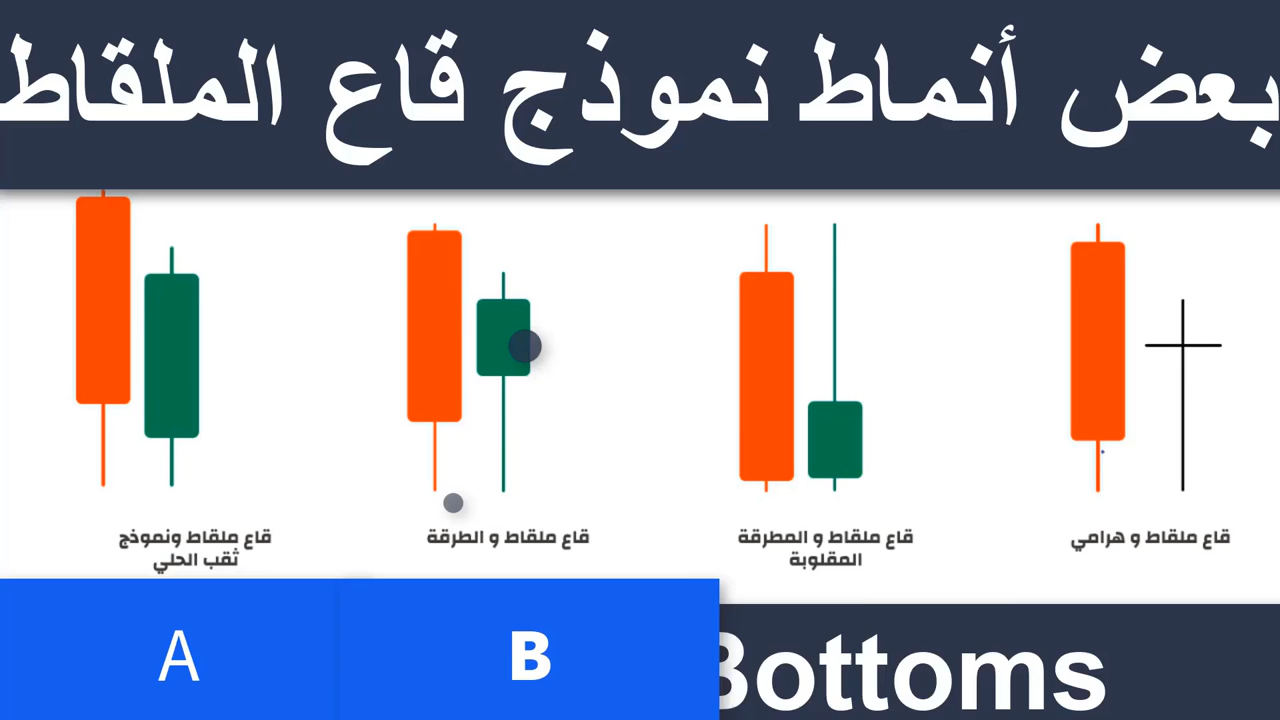 بعض أنماط نموذج قاع الملقاط
قاع ملقاط ونموذج
ثقب الحلي
قاع ملقاط و الطرقة
قاع ملقاط و المطرقة
المقلوبة
قاع ملقاط و هرامي
A
B
Bottoms